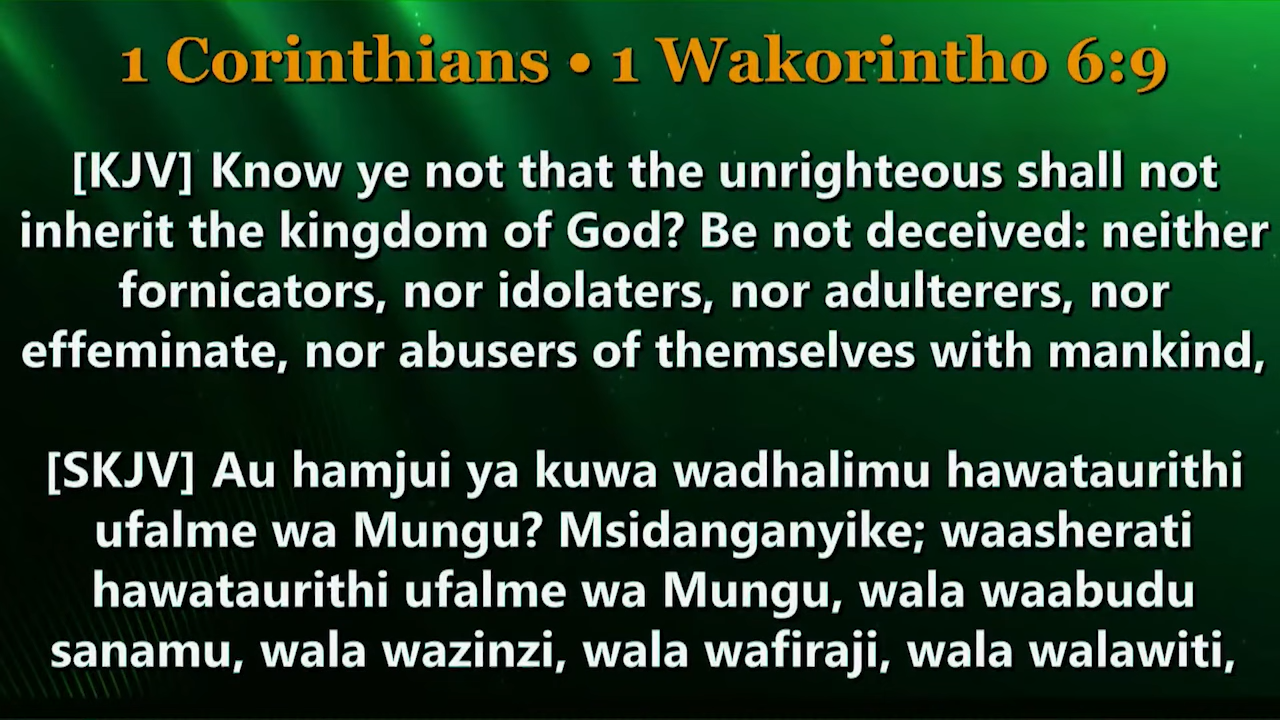 1 Corinthians • 1 Wakorintho 6:9
[KJV] Know ye not that the unrighteous shall not
inherit the kingdom of God? Be not deceived: neither
fornicators, nor idolaters, nor adulterers, nor
effeminate, nor abusers of themselves with mankind,
[SKJV] Au hamjui ya kuwa wadhalimu hawataurithi
ufalme wa Mungu? Msidanganyike; waasherati
hawataurithi ufalme wa Mungu, wala waabudu
sanamu, wala wazinzi, wala wafiraji, wala walawiti,